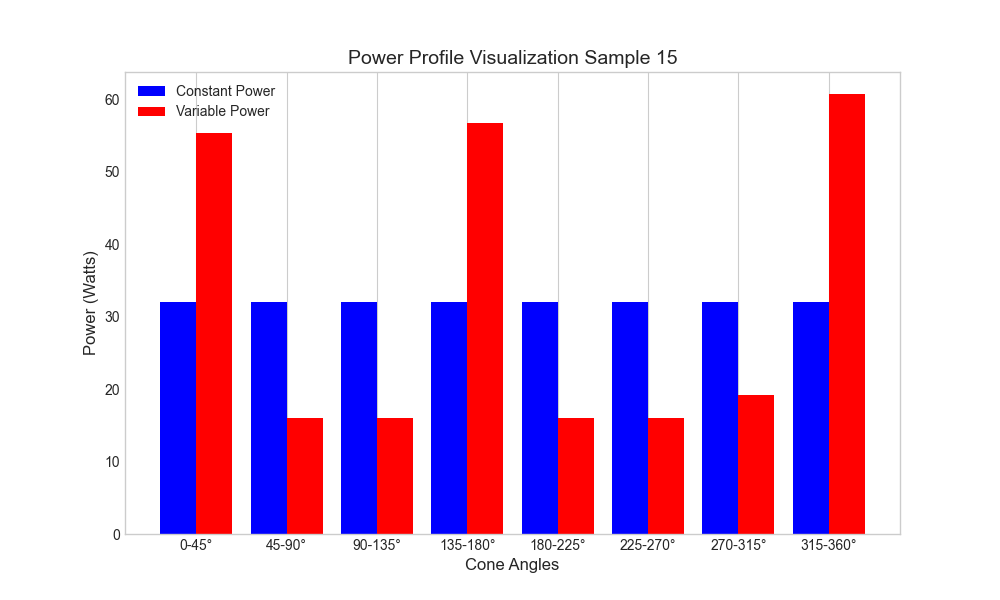 Power Profile Visualization Sample 15
Constant Power
Variable Power
Power (Watts)
60
50
40
30
20
10
0
0-45° 45-90° 90-135° 135-180° 180-225° 225-270° 270-315° 315-360°
Cone Angles